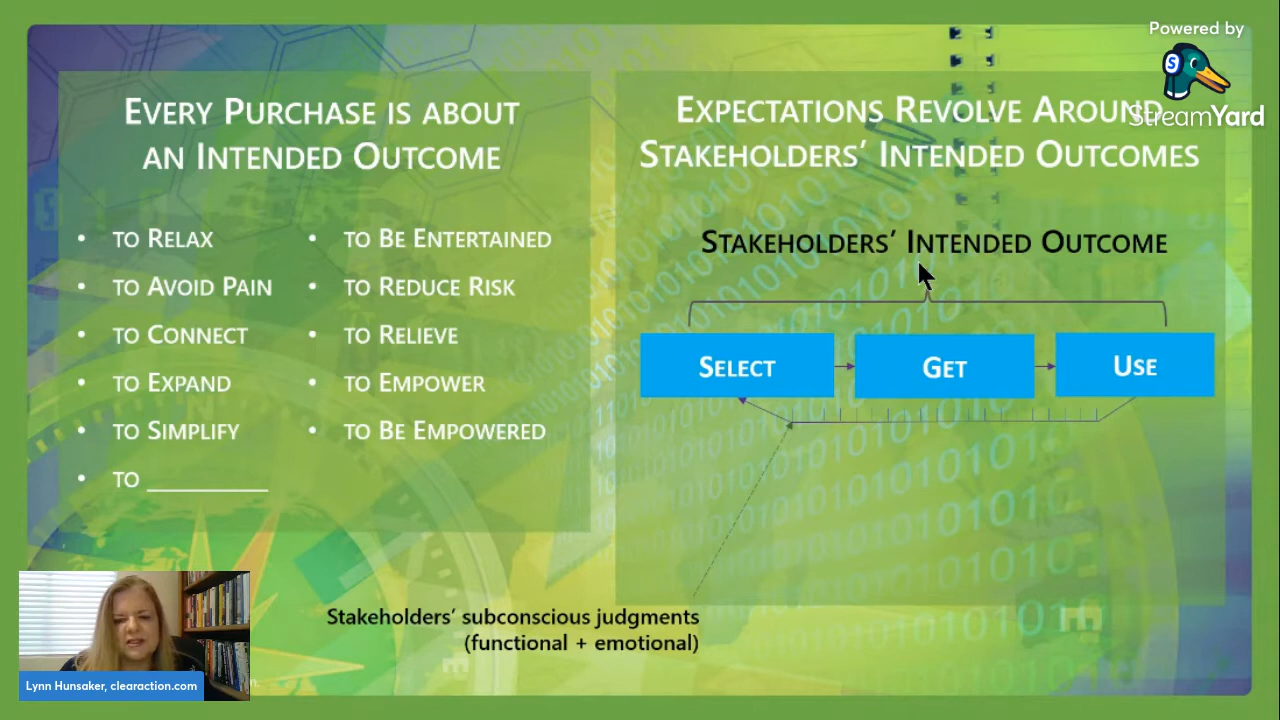 Powered by
StreamYard
EVERY PURCHASE IS ABOUT
AN INTENDED OUTCOME
• TO RELAX
• TO AVOID PAIN
• TO CONNECT
• TO EXPAND
• TO SIMPLIFY
• TO __________
• TO BE ENTERTAINED
• TO REDUCE RISK
• TO RELIEVE
• TO EMPOWER
• TO BE EMPOWERED
EXPECTATIONS REVOLVE AROUND
STAKEHOLDERS' INTENDED OUTCOMES
STAKEHOLDERS' INTENDED OUTCOME
SELECT
GET
USE
Stakeholders' subconscious judgments
(functional + emotional)
Lynn Hunsaker, clearaction.com